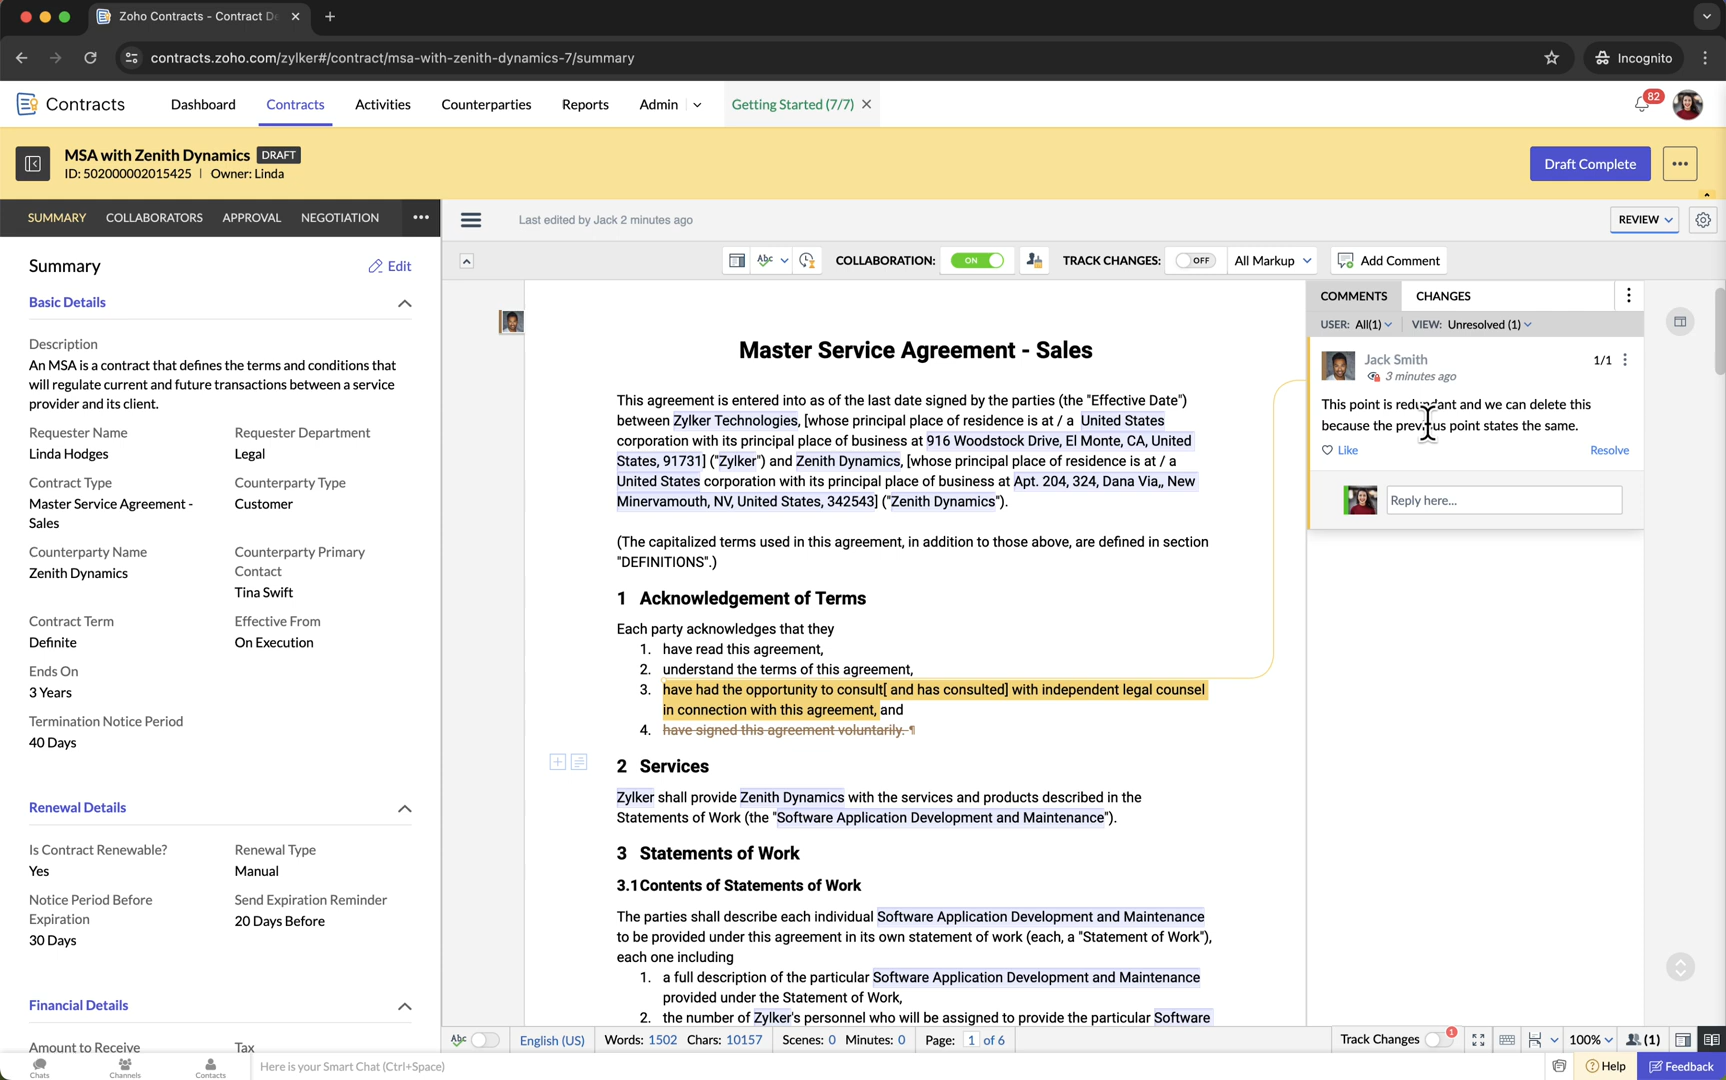 Zoho Contracts - Contract De
contracts.zoho.com/zylker#/contract/msa-with-zenith-dynamics-7/summary
Incognito
Contracts
Dashboard
Contracts
Activities
Counterparties
Reports
Admin
Getting Started (7/7)
82
MSA with Zenith Dynamics DRAFT
ID: 502000002015425 | Owner: Linda
Draft Complete
SUMMARY COLLABORATORS APPROVAL NEGOTIATION
Last edited by Jack 2 minutes ago
REVIEW
Summary
Edit
Basic Details
Description
An MSA is a contract that defines the terms and conditions that
will regulate current and future transactions between a service
provider and its client.
Requester Name
Linda Hodges
Requester Department
Legal
Contract Type
Master Service Agreement -
Sales
Counterparty Type
Customer
Counterparty Name
Zenith Dynamics
Counterparty Primary
Contact
Tina Swift
Contract Term
Definite
Effective From
On Execution
Ends On
3 Years
Termination Notice Period
40 Days
Renewal Details
Is Contract Renewable?
Yes
Renewal Type
Manual
Notice Period Before
Expiration
30 Days
Send Expiration Reminder
20 Days Before
Financial Details
Amount to Receive
Tax
Abc
COLLABORATION: ON
TRACK CHANGES: OFF
All Markup
Add Comment
Master Service Agreement - Sales
This agreement is entered into as of the last date signed by the parties (the "Effective Date")
between Zylker Technologies, [whose principal place of residence is at / a United States
corporation with its principal place of business at 916 Woodstock Drive, El Monte, CA, United
States, 91731] ("Zylker") and Zenith Dynamics, [whose principal place of residence is at / a
United States corporation with its principal place of business at Apt. 204, 324, Dana Via,, New
Minervamouth, NV, United States, 342543] ("Zenith Dynamics").
(The capitalized terms used in this agreement, in addition to those above, are defined in section
"DEFINITIONS".)
1 Acknowledgement of Terms
Each party acknowledges that they
1. have read this agreement,
2. understand the terms of this agreement,
3. have had the opportunity to consult[ and has consulted] with independent legal counsel
in connection with this agreement, and
4. have signed this agreement voluntarily. ¶
2 Services
Zylker shall provide Zenith Dynamics with the services and products described in the
Statements of Work (the "Software Application Development and Maintenance").
3 Statements of Work
3.1 Contents of Statements of Work
The parties shall describe each individual Software Application Development and Maintenance
to be provided under this agreement in its own statement of work (each, a "Statement of Work"),
each one including
1. a full description of the particular Software Application Development and Maintenance
provided under the Statement of Work,
2. the number of Zylker's personnel who will be assigned to provide the particular Software
COMMENTS CHANGES
USER: All(1) VIEW: Unresolved (1)
Jack Smith
3 minutes ago
1/1
This point is redundant and we can delete this
because the previous point states the same.
Like
Resolve
Reply here...
Abc
English (US)
Words: 1502 Chars: 10157
Scenes: 0 Minutes: 0
Page: 1 of 6
Track Changes
1
100%
(1)
Chats
Channels
Contacts
Here is your Smart Chat (Ctrl+Space)
Help
Feedback